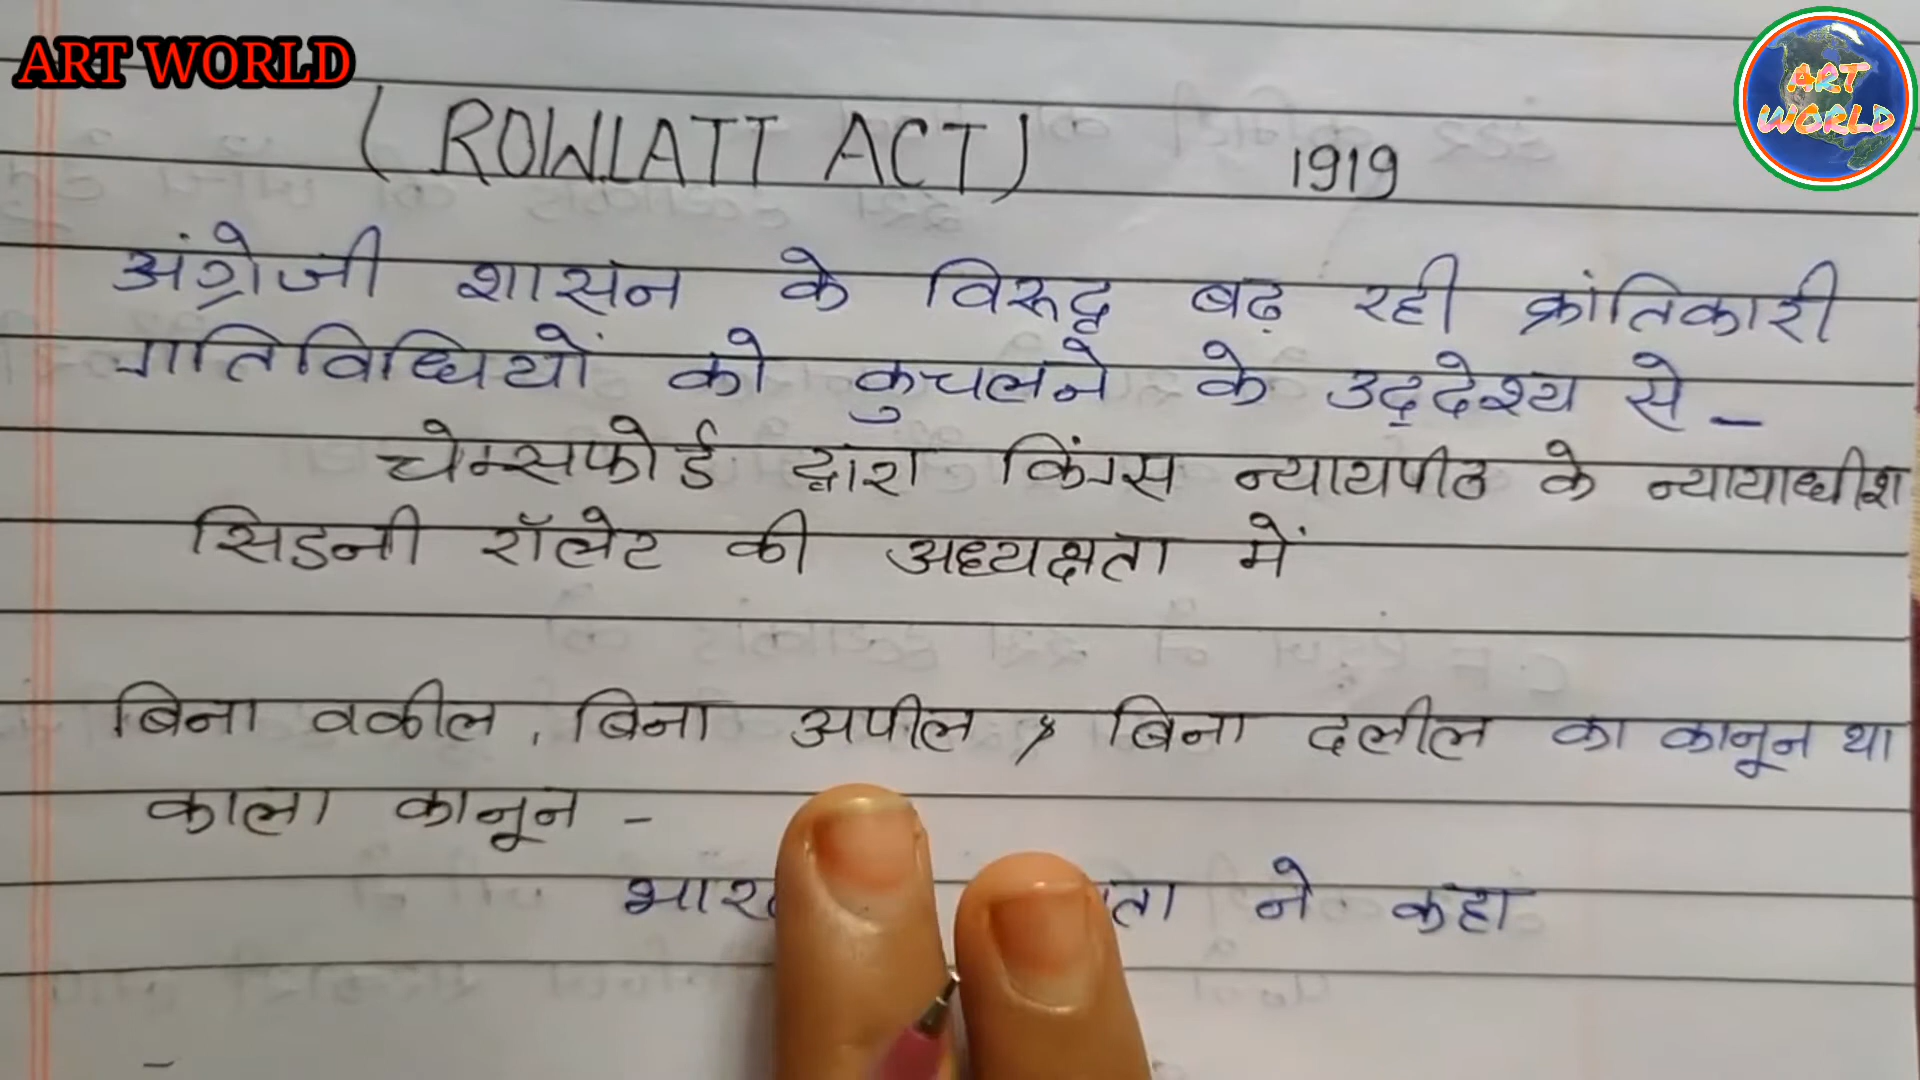 ART WORLD
ART WORLD
(ROWLATT ACT) 1919
अंग्रेजी शासन के विरूद्ध बढ़ रही क्रांतिकारी
गतिविधियों को कुचलने के उद्देश्य से -
चेम्सफोर्ड द्वारा किंग्स न्यायपीठ के न्यायाधीश
सिडनी रॉलेट की अध्यक्षता में
बिना वकील, बिना अपील, बिना दलील का कानून था
काला कानून -
ने कहा